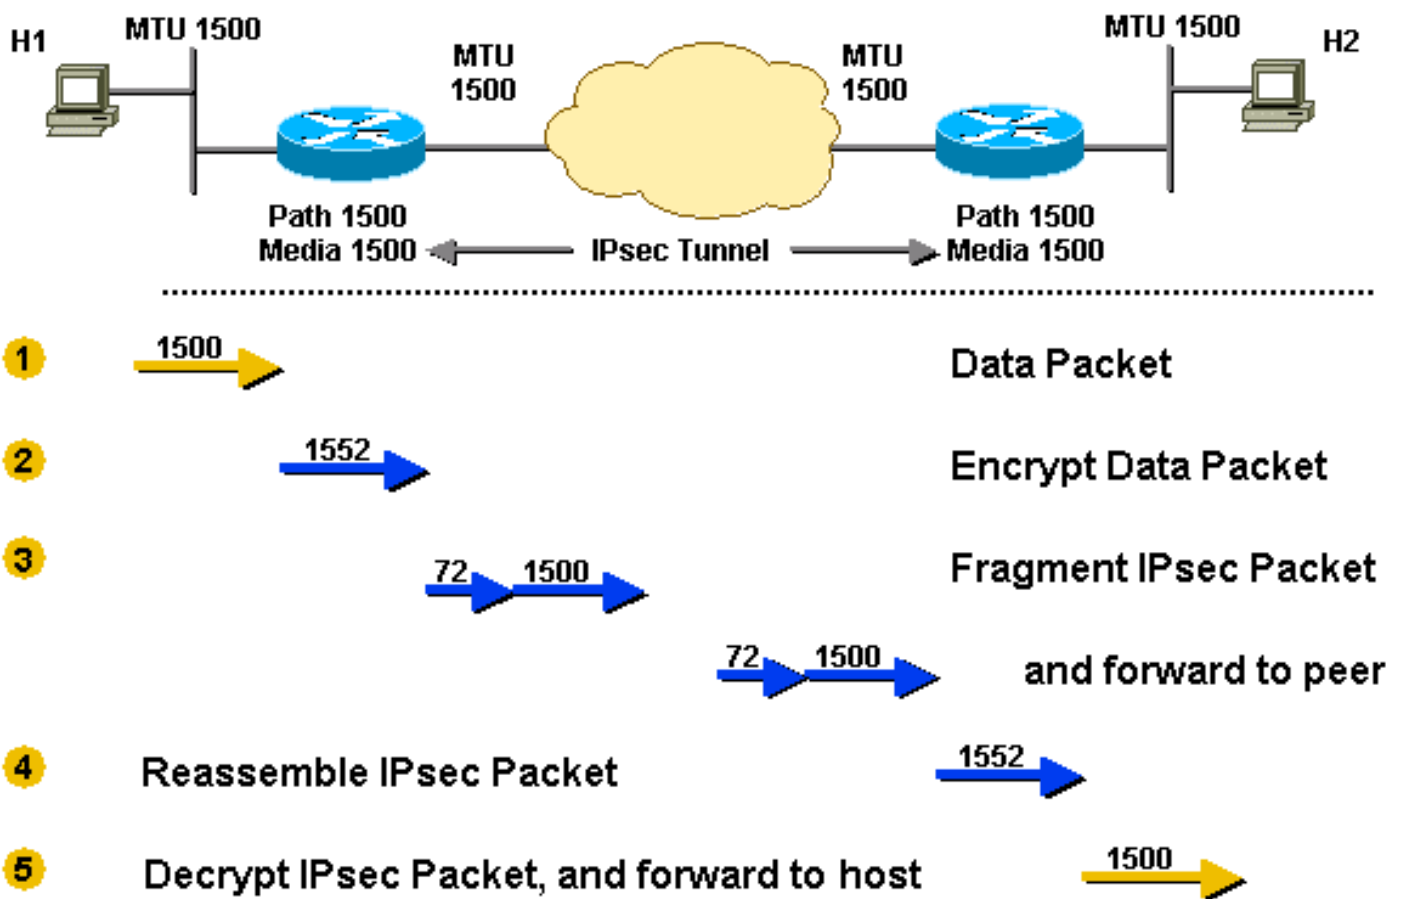 H1
MTU 1500
MTU
1500
MTU
1500
MTU 1500
H2
Path 1500
Media 1500
IPsec Tunnel
Path 1500
Media 1500
1
1500
Data Packet
2
1552
Encrypt Data Packet
3
72
1500
Fragment IPsec Packet
72
1500
and forward to peer
4
Reassemble IPsec Packet
1552
5
Decrypt IPsec Packet, and forward to host
1500